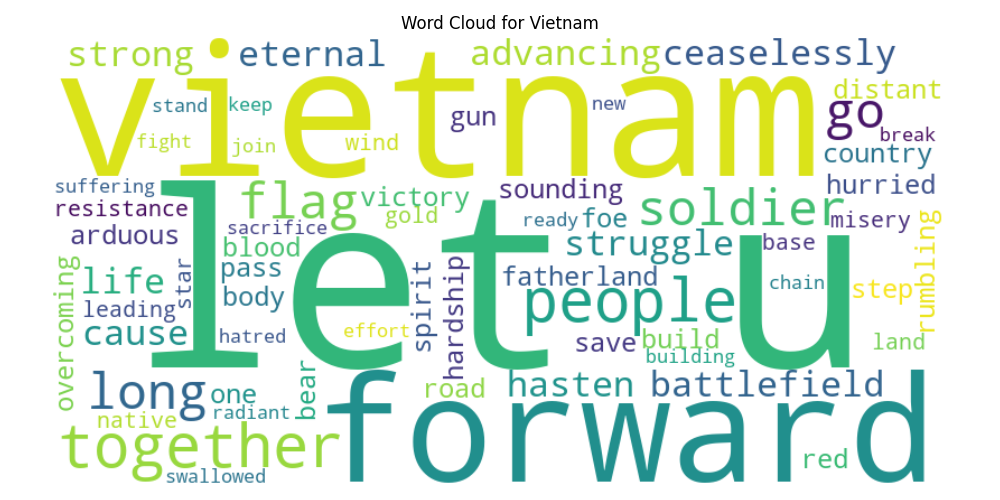 Word Cloud for Vietnam
strong eternal advancing ceaselessly
vietnam distant
stand keep gun new go
fight join wind break
country
suffering flag victory sounding hurried
resistance gold ready foe soldier misery
arduous sacrifice struggle base
blood
let u
overcoming life star pass spirit hardship fatherland chain step rumbling
leading body people
cause hatred effort save build land
building
long one bear road hasten battlefield
native radiant forward
together red
swallowed